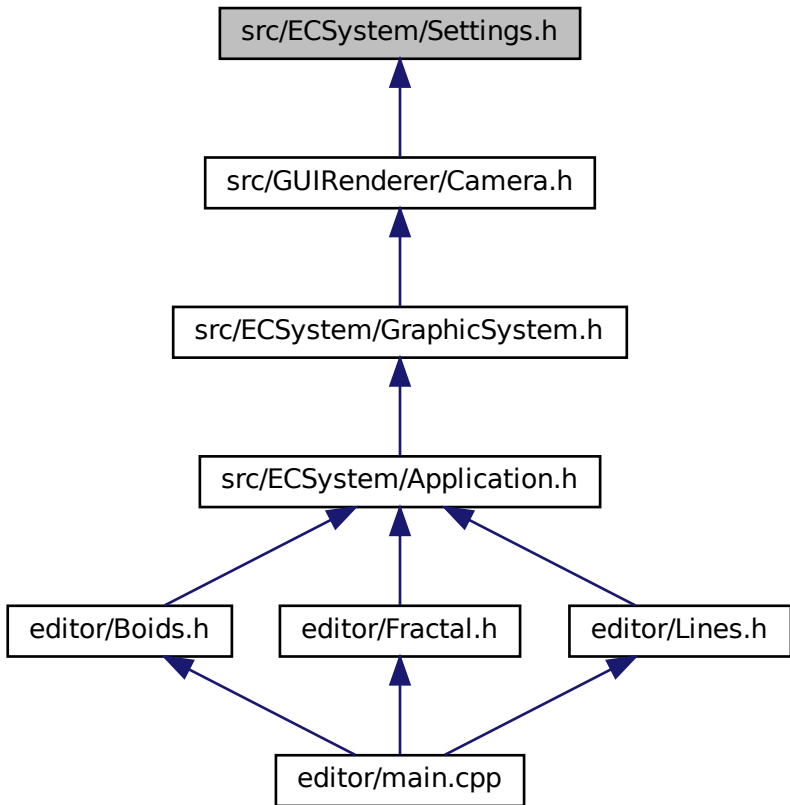 src/ECSystem/Settings.h
src/GUIRenderer/Camera.h
src/ECSystem/GraphicSystem.h
src/ECSystem/Application.h
editor/Boids.h
editor/Fractal.h
editor/Lines.h
editor/main.cpp